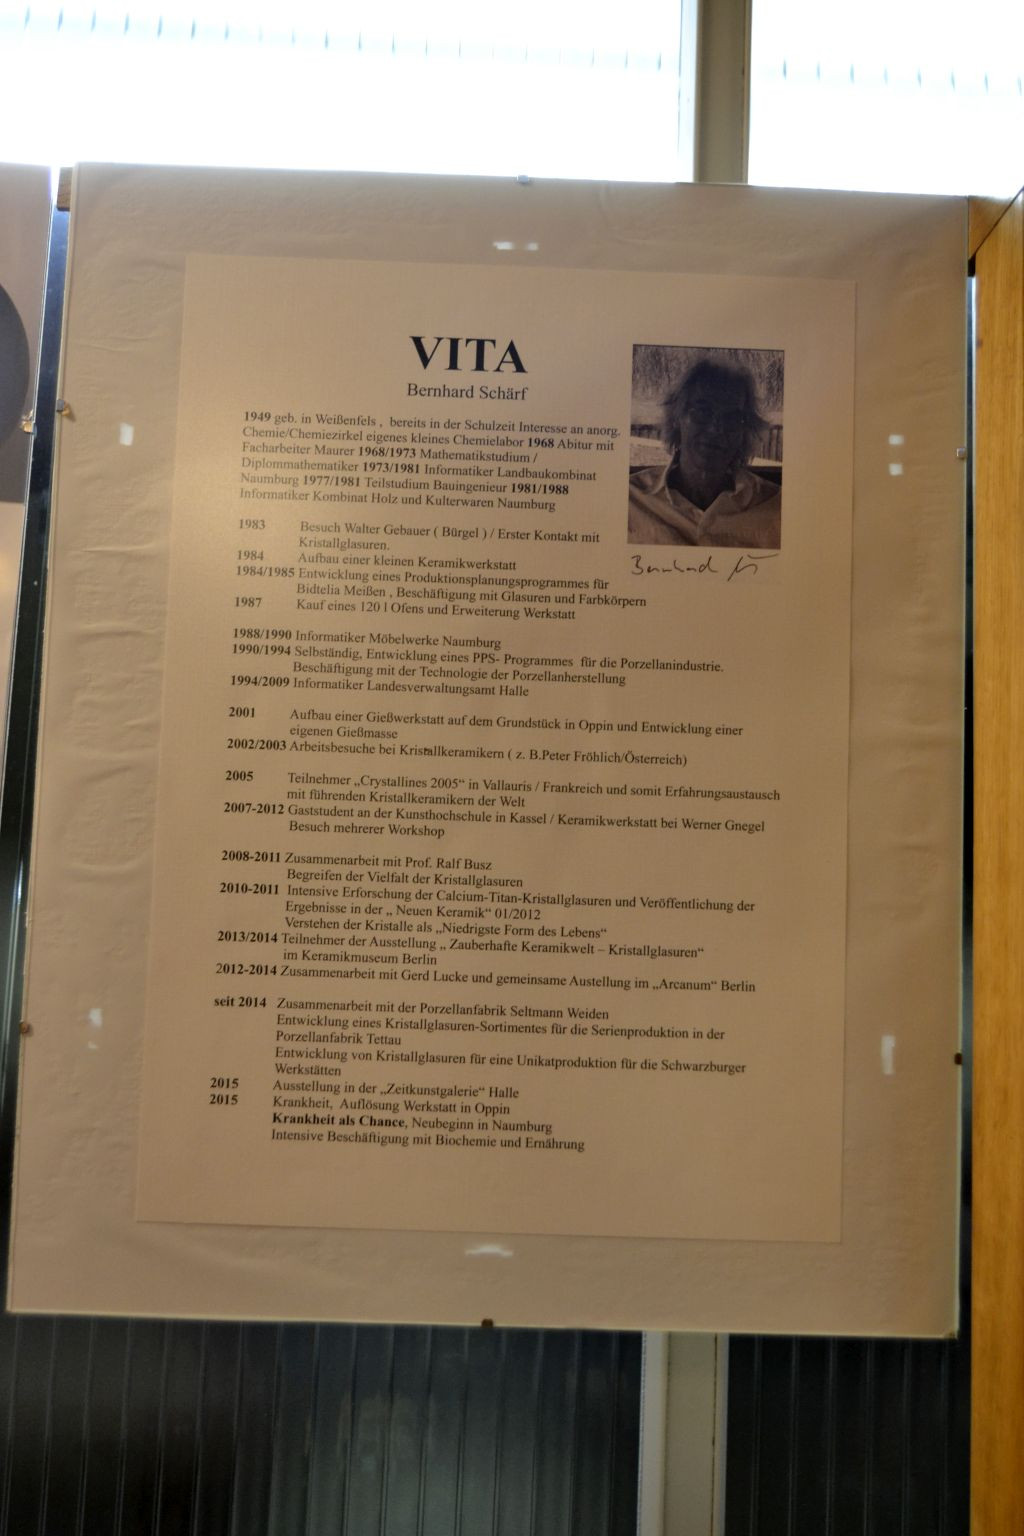 VITA
Bernhard Schärf
1949 geb. in Weißenfels , bereits in der Schulzeit Interesse an anorg.
Chemie/Chemiezirkel eigenes kleines Chemielabor 1968 Abitur mit
Facharbeiter Maurer 1968/1973 Mathematikstudium /
Diplommathematiker 1973/1981 Informatiker Landbaukombinat
Naumburg 1977/1981 Teilstudium Bauingenieur 1981/1988
Informatiker Kombinat Holz und Kulterwaren Naumburg
1983 Besuch Walter Gebauer ( Bürgel ) / Erster Kontakt mit
Kristallglasuren.
1984 Aufbau einer kleinen Keramikwerkstatt
1984/1985 Entwicklung eines Produktionsplanungsprogrammes für
Bidtelia Meißen , Beschäftigung mit Glasuren und Farbkörpern
1987 Kauf eines 120 l Ofens und Erweiterung Werkstatt
1988/1990 Informatiker Möbelwerke Naumburg
1990/1994 Selbständig, Entwicklung eines PPS- Programmes für die Porzellanindustrie.
Beschäftigung mit der Technologie der Porzellanherstellung
1994/2009 Informatiker Landesverwaltungsamt Halle
2001 Aufbau einer Gießwerkstatt auf dem Grundstück in Oppin und Entwicklung einer
eigenen Gießmasse
2002/2003 Arbeitsbesuche bei Kristallkeramikern ( z. B.Peter Fröhlich/Österreich)
2005 Teilnehmer „Crystallines 2005“ in Vallauris / Frankreich und somit Erfahrungsaustausch
mit führenden Kristallkeramikern der Welt
2007-2012 Gaststudent an der Kunsthochschule in Kassel / Keramikwerkstatt bei Werner Gnegel
Besuch mehrerer Workshop
2008-2011 Zusammenarbeit mit Prof. Ralf Busz
Begreifen der Vielfalt der Kristallglasuren
2010-2011 Intensive Erforschung der Calcium-Titan-Kristallglasuren und Veröffentlichung der
Ergebnisse in der „ Neuen Keramik“ 01/2012
Verstehen der Kristalle als „Niedrigste Form des Lebens“
2013/2014 Teilnehmer der Ausstellung „ Zauberhafte Keramikwelt – Kristallglasuren“
im Keramikmuseum Berlin
2012-2014 Zusammenarbeit mit Gerd Lucke und gemeinsame Austellung im „Arcanum“ Berlin
seit 2014 Zusammenarbeit mit der Porzellanfabrik Seltmann Weiden
Entwicklung eines Kristallglasuren-Sortimentes für die Serienproduktion in der
Porzellanfabrik Tettau
Entwicklung von Kristallglasuren für eine Unikatproduktion für die Schwarzburger
Werkstätten
2015 Ausstellung in der „Zeitkunstgalerie“ Halle
2015 Krankheit, Auflösung Werkstatt in Oppin
Krankheit als Chance, Neubeginn in Naumburg
Intensive Beschäftigung mit Biochemie und Ernährung
Bernhard